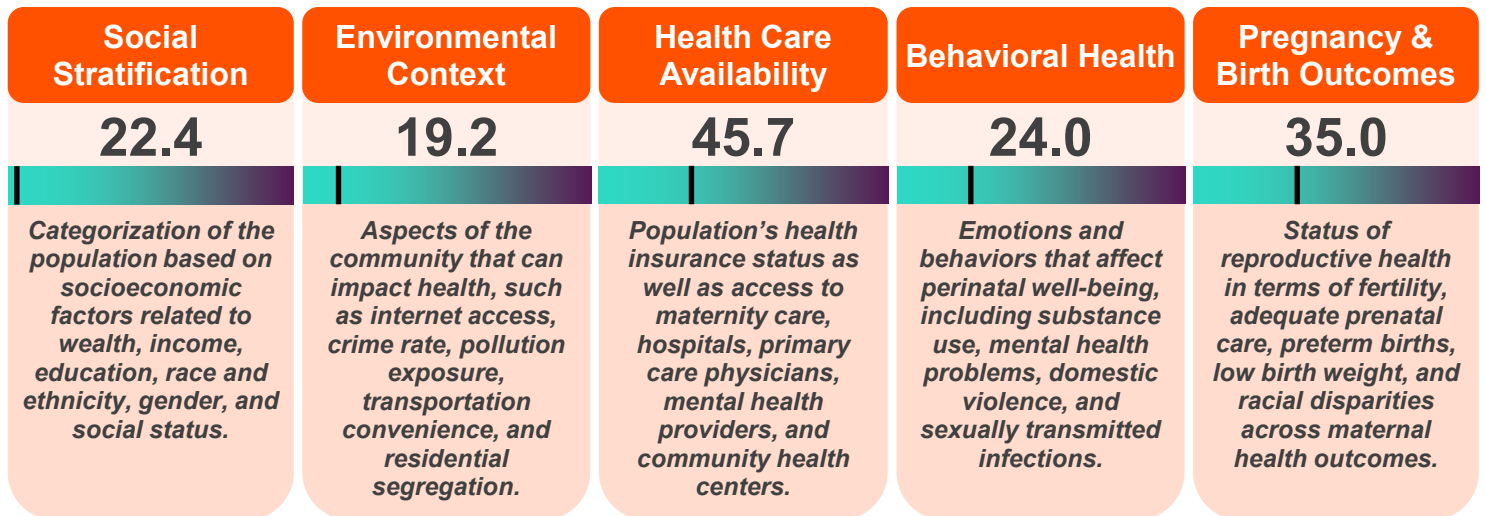 Social
Stratification
22.4
Categorization of the
population based on
socioeconomic
factors related to
wealth, income,
education, race and
ethnicity, gender, and
social status.
Environmental
Context
19.2
Aspects of the
community that can
impact health, such
as internet access,
crime rate, pollution
exposure,
transportation
convenience, and
residential
segregation.
Health Care
Availability
45.7
Population’s health
insurance status as
well as access to
maternity care,
hospitals, primary
care physicians,
mental health
providers, and
community health
centers.
Behavioral Health
24.0
Emotions and
behaviors that affect
perinatal well-being,
including substance
use, mental health
problems, domestic
violence, and
sexually transmitted
infections.
Pregnancy &
Birth Outcomes
35.0
Status of
reproductive health
in terms of fertility,
adequate prenatal
care, preterm births,
low birth weight, and
racial disparities
across maternal
health outcomes.